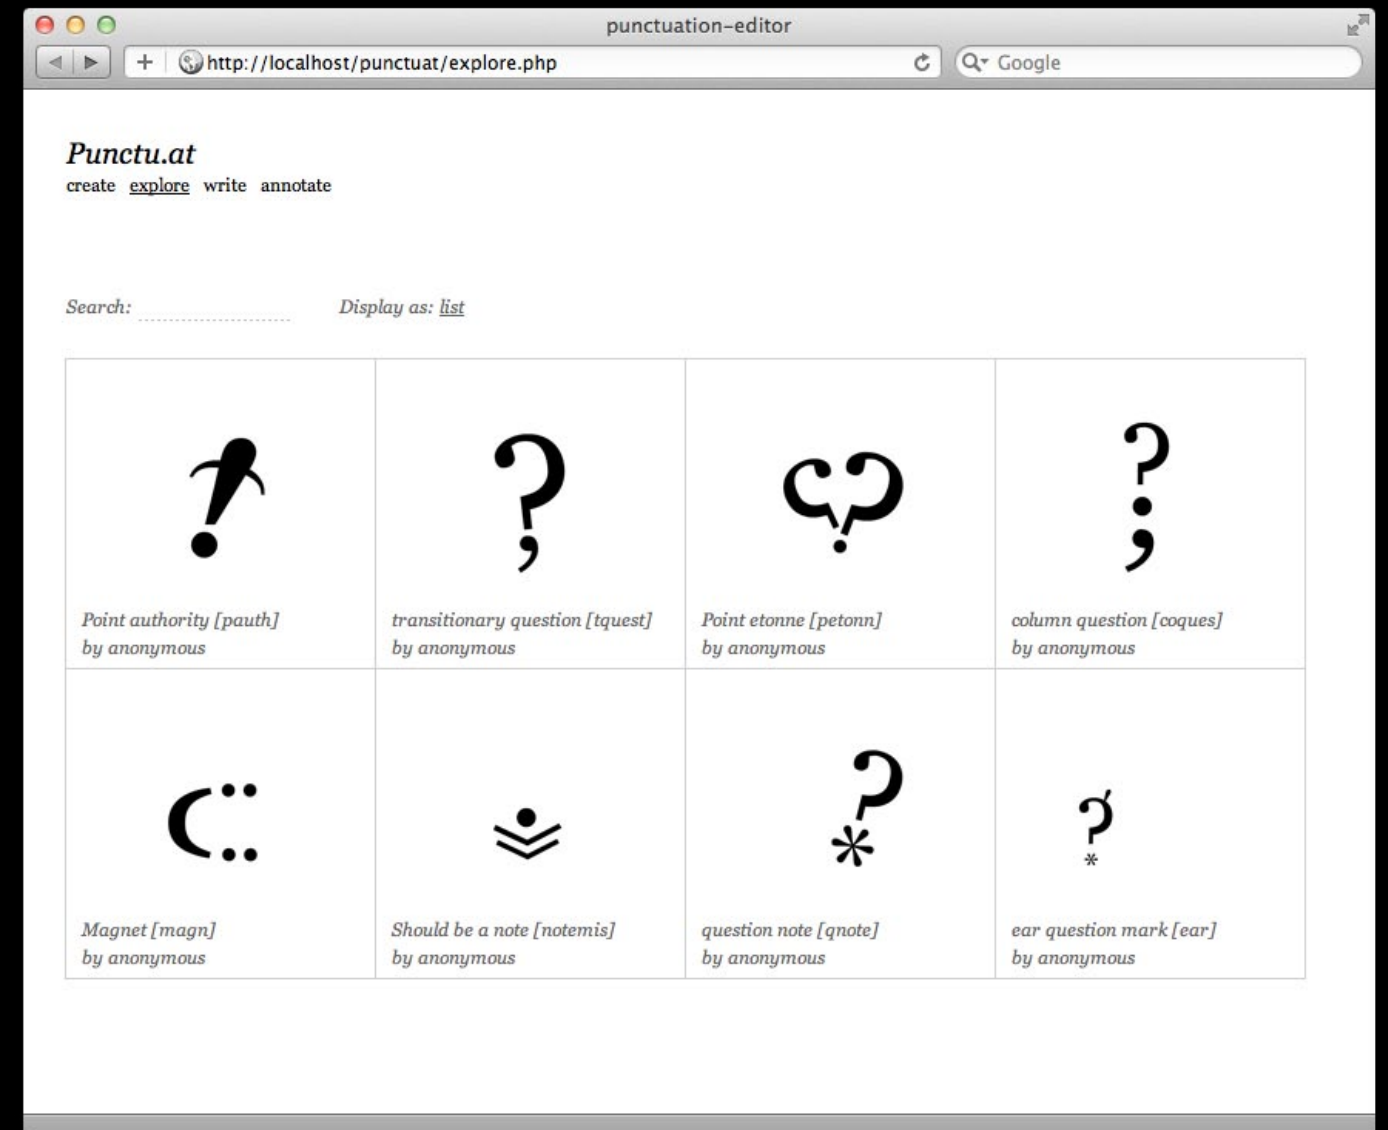 punctuation-editor
http://localhost/punctuat/explore.php
Google
Punctu.at
create explore write annotate
Search:
Display as: list
Point authority [pauth]
by anonymous
transitionary question [tquest]
by anonymous
Point etonne [petonn]
by anonymous
column question [coques]
by anonymous
Magnet [magn]
by anonymous
Should be a note [notemis]
by anonymous
question note [qnote]
by anonymous
ear question mark [ear]
by anonymous